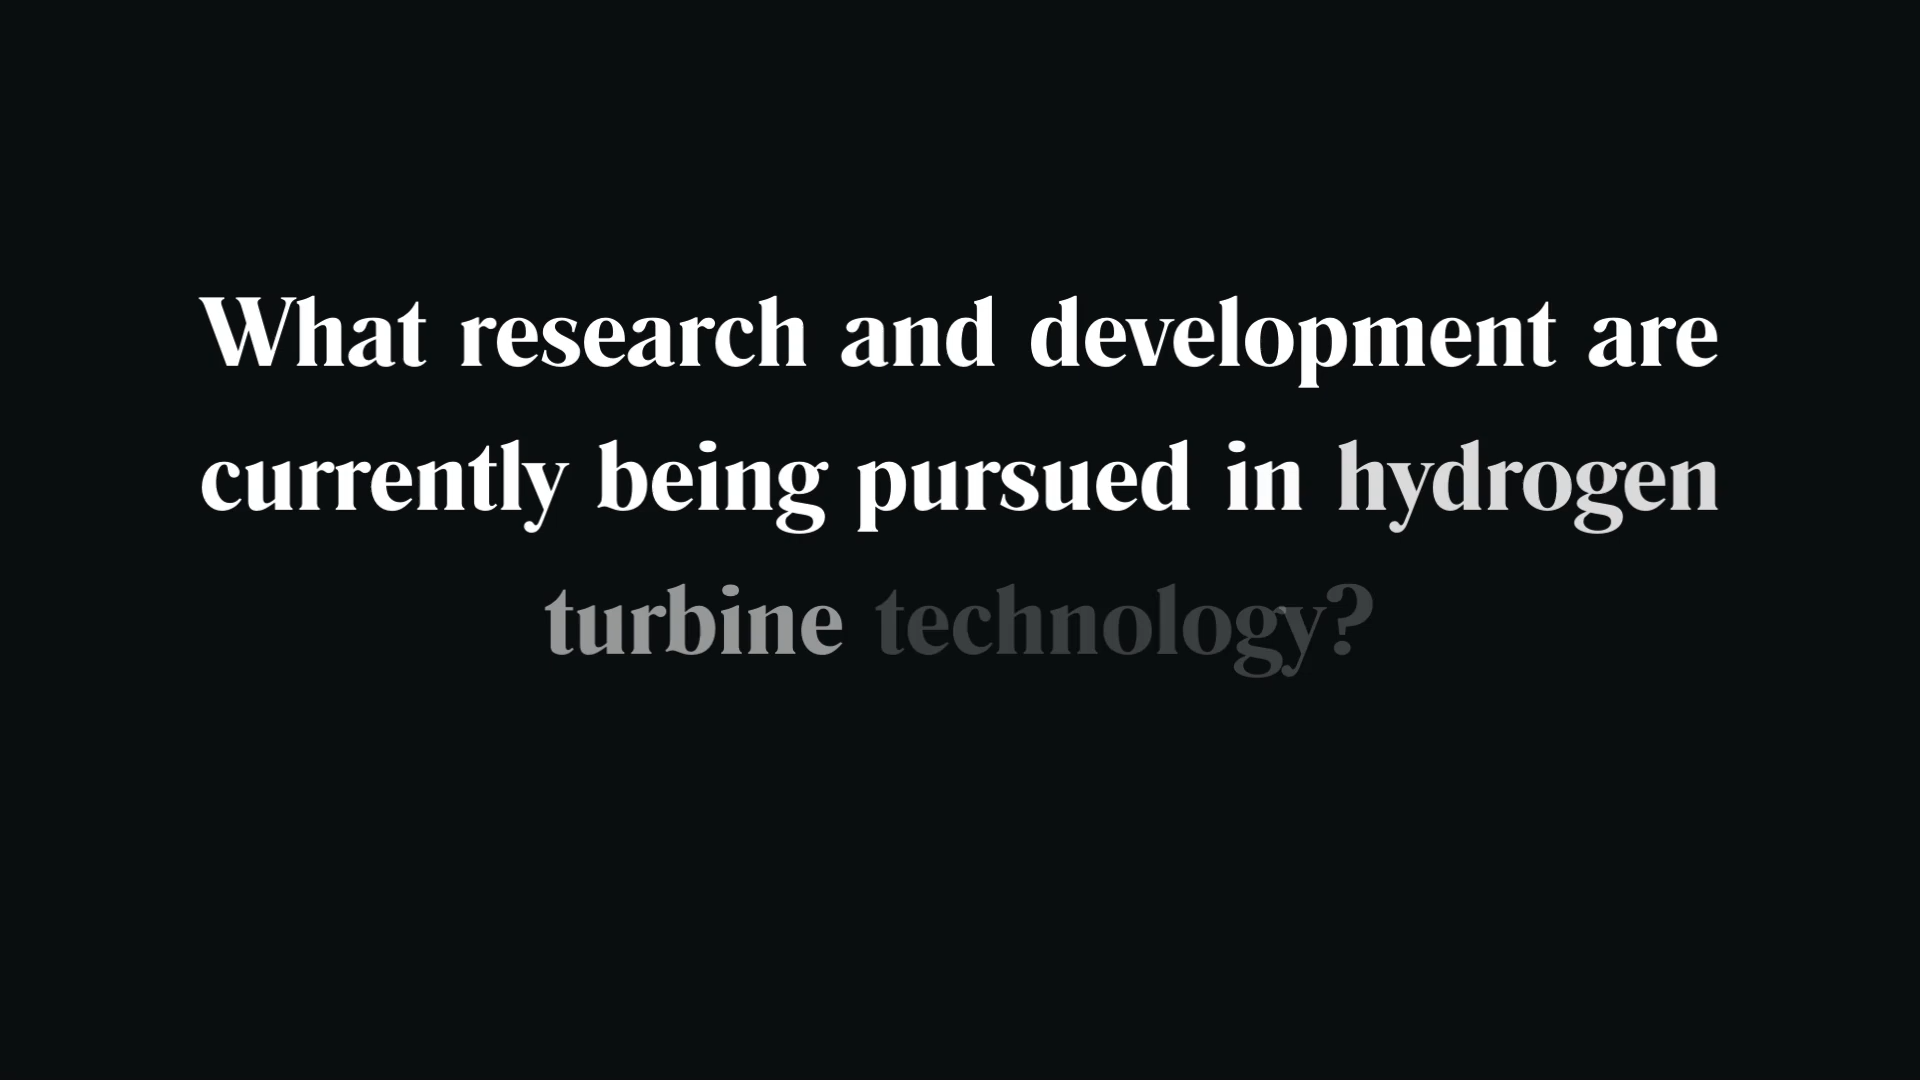 What research and development are
currently being pursued in hydrogen
turbine technology?